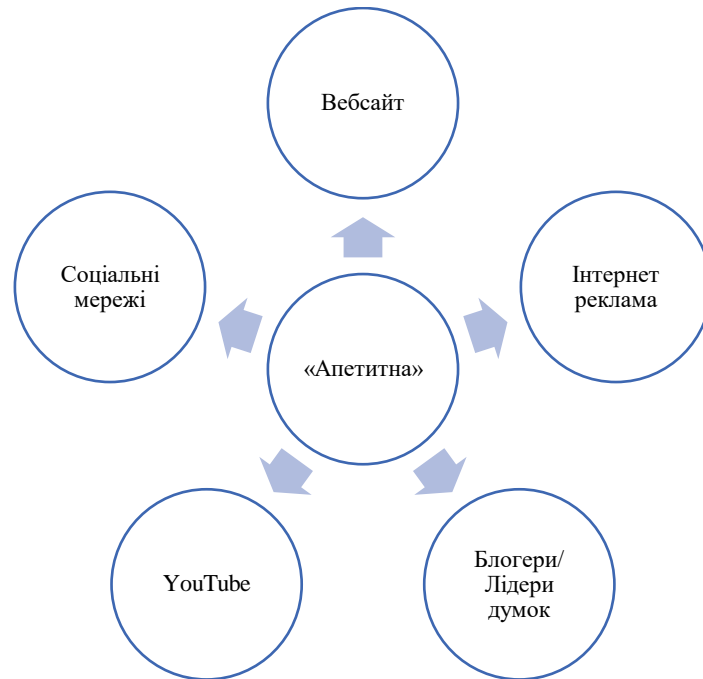 Вебсайт
Соціальні
мережі
Інтернет
реклама
«Апетитна»
YouTube
Блогери/
Лідери
думок